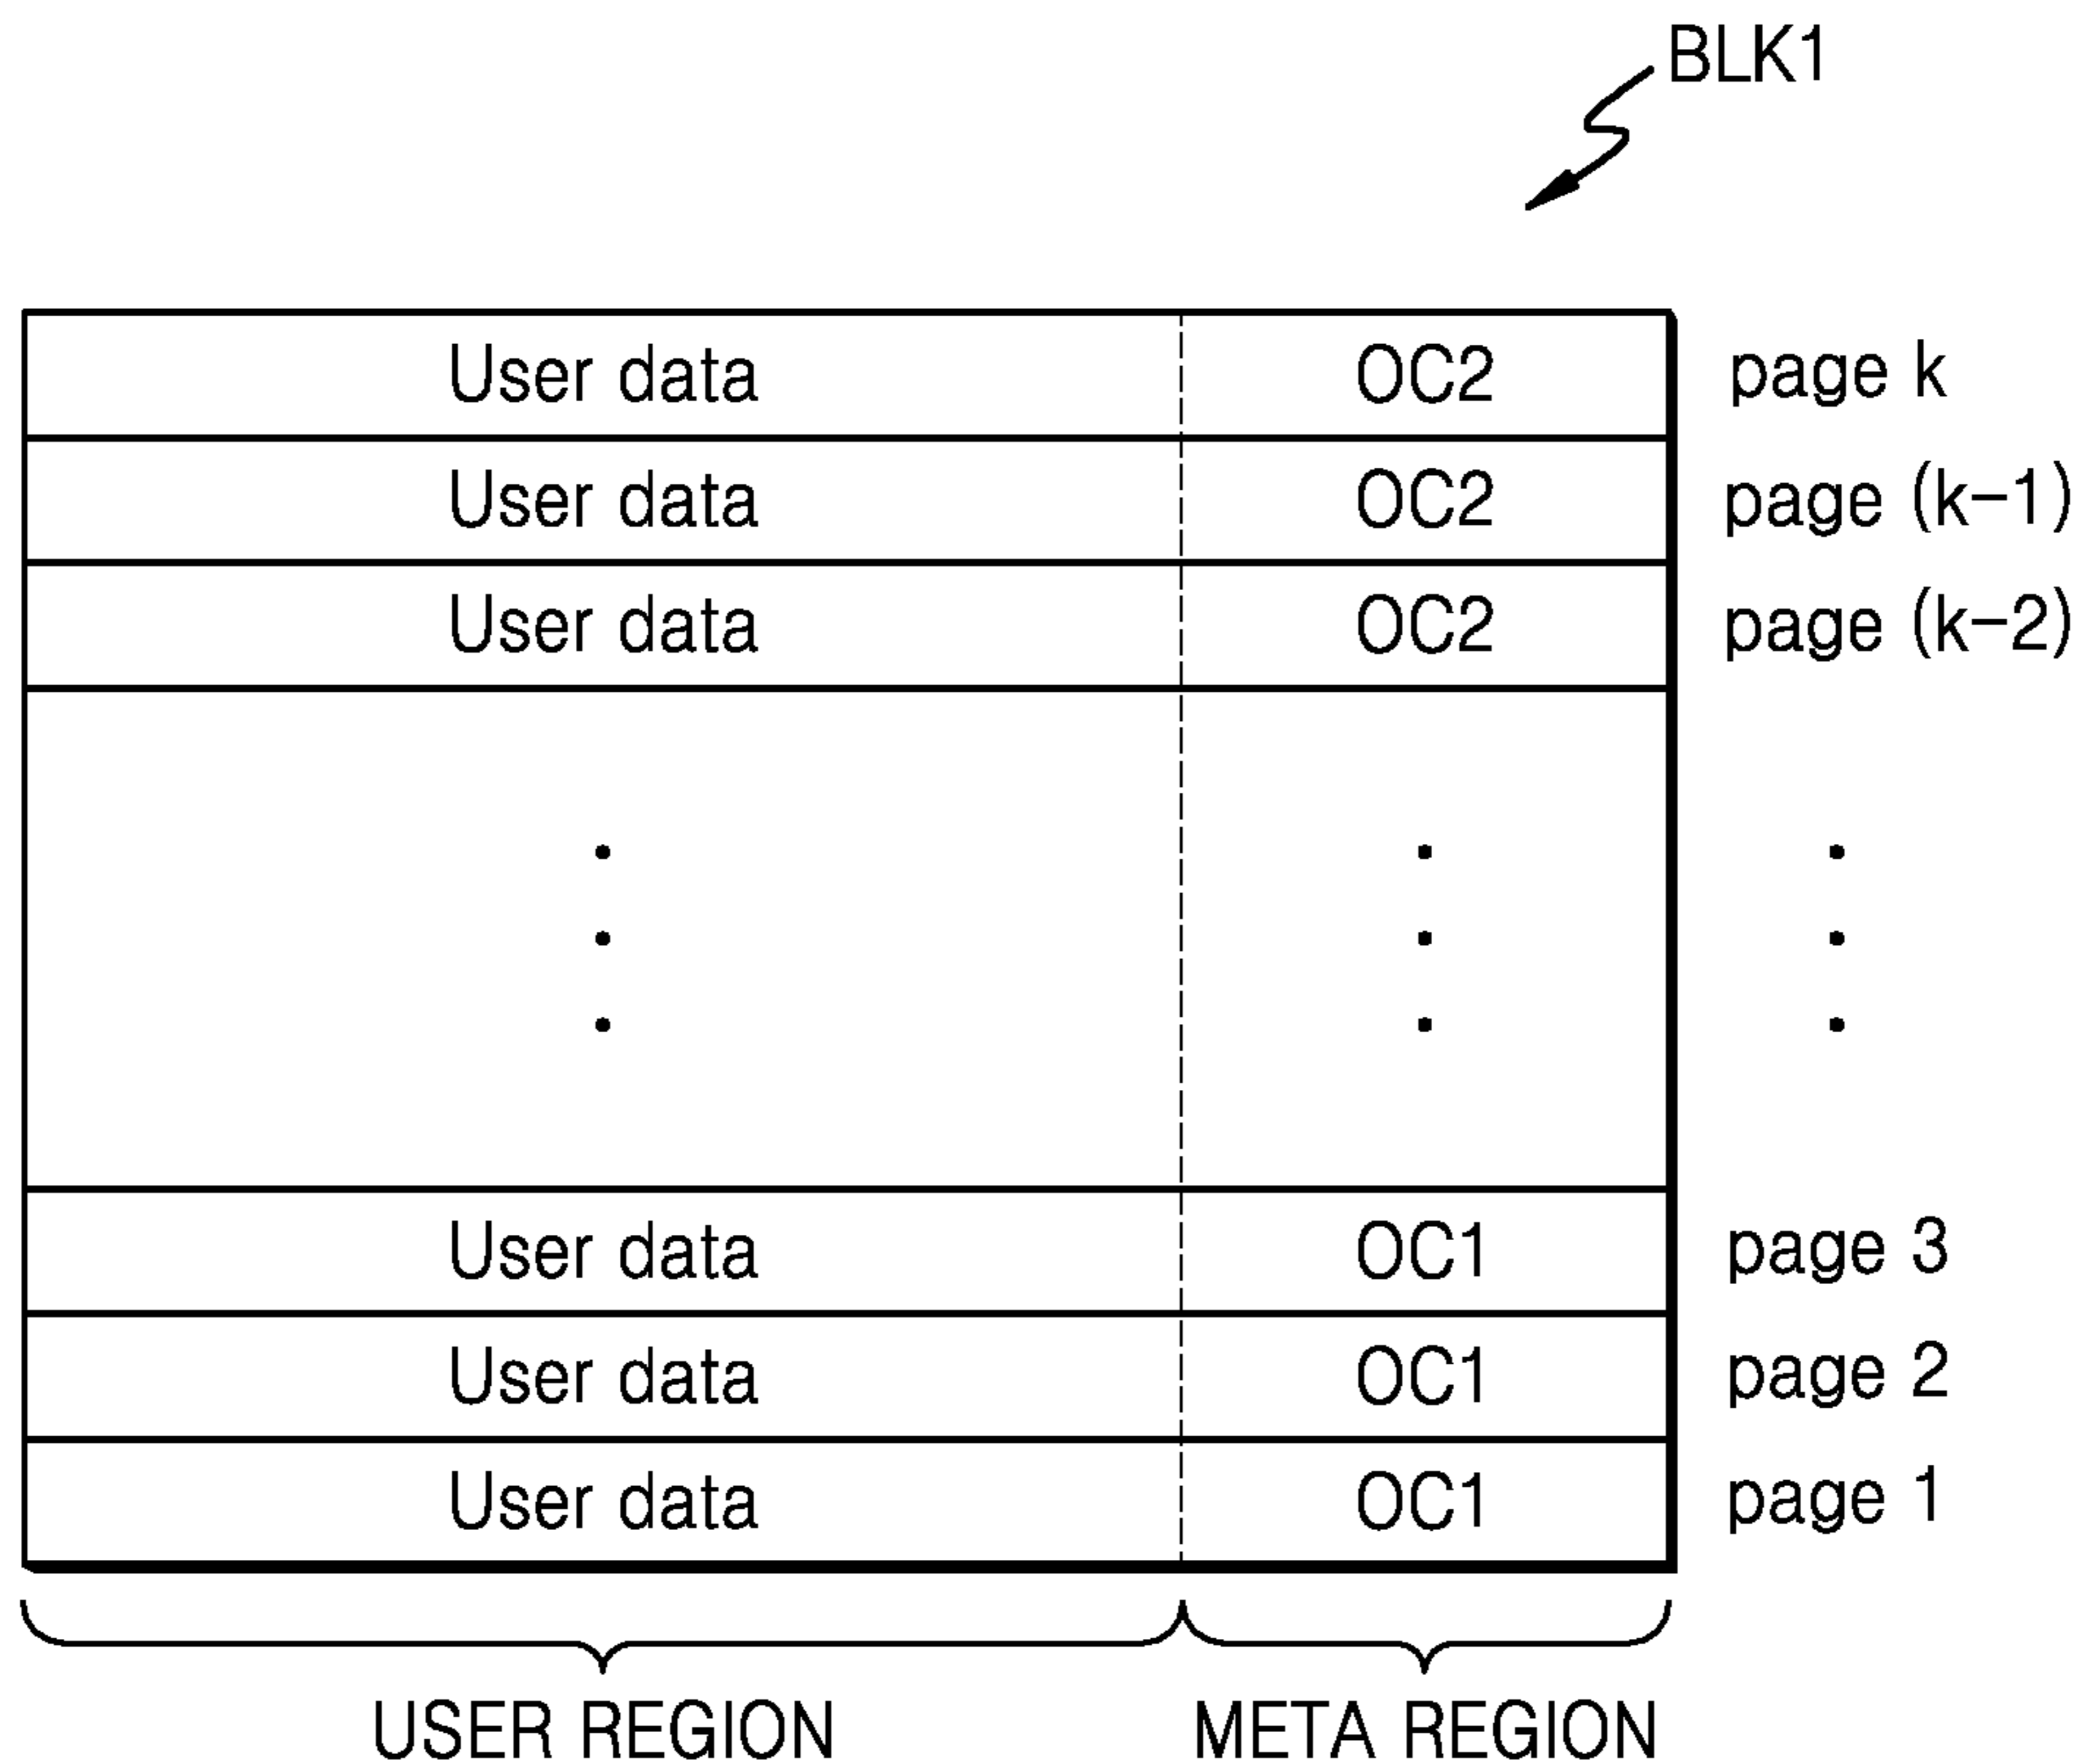 BLK1
User data OC2 page k
User data OC2 page (k-1)
User data OC2 page (k-2)
User data OC1 page 3
User data OC1 page 2
User data OC1 page 1
USER REGION META REGION